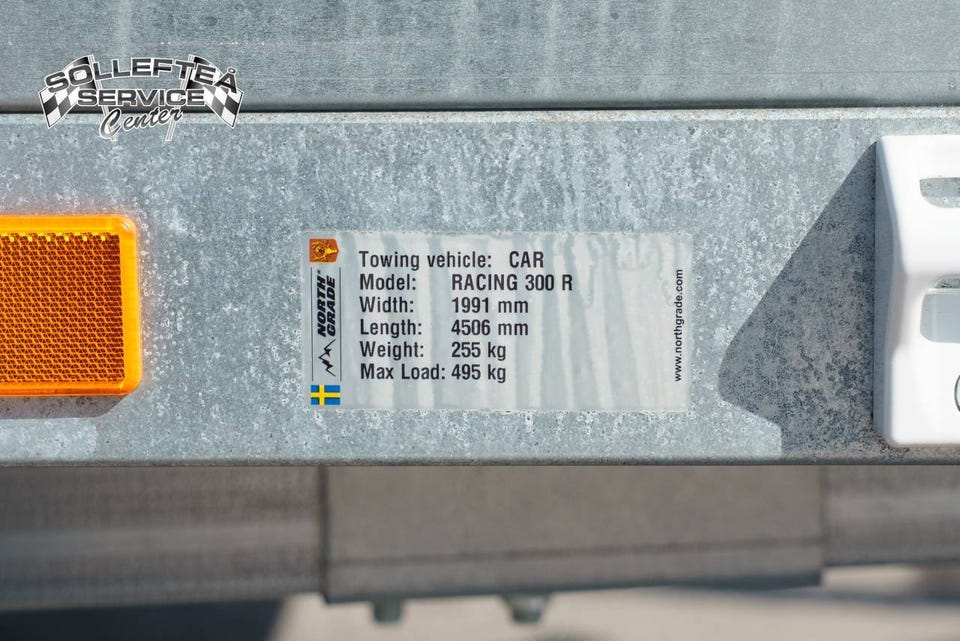 SOLLEFTEÅ
SERVICE
Center
NORTH®
GRADE
Towing vehicle: CAR
Model: RACING 300 R
Width: 1991 mm
Length: 4506 mm
Weight: 255 kg
Max Load: 495 kg
www.northgrade.com